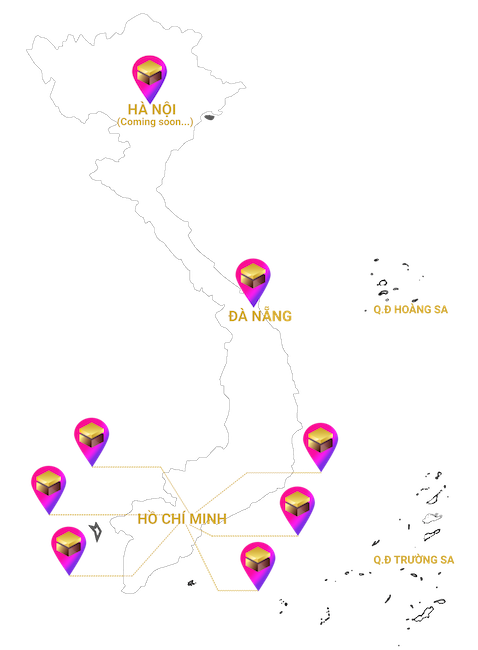 HÀ NỘI
(Coming soon...)
ĐÀ NẴNG
Q.Đ HOÀNG SA
HỒ CHÍ MINH
Q.Đ TRƯỜNG SA